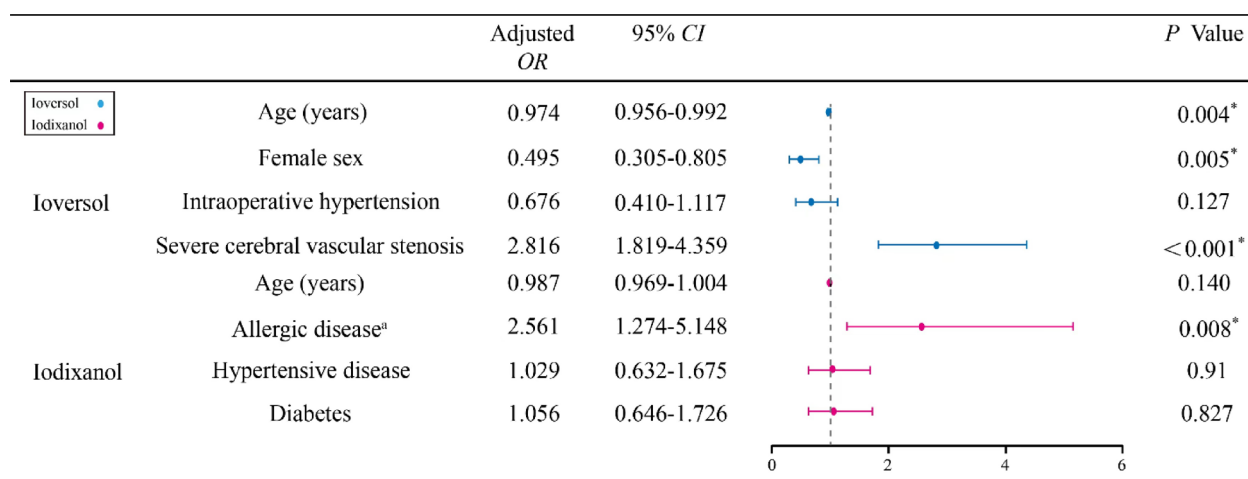 Adjusted OR 95% CI P Value
Ioversol
Iodixanol
Age (years) 0.974 0.956-0.992 0.004*
Female sex 0.495 0.305-0.805 0.005*
Ioversol Intraoperative hypertension 0.676 0.410-1.117 0.127
Severe cerebral vascular stenosis 2.816 1.819-4.359 <0.001*
Age (years) 0.987 0.969-1.004 0.140
Allergic diseaseᵃ 2.561 1.274-5.148 0.008*
Iodixanol Hypertensive disease 1.029 0.632-1.675 0.91
Diabetes 1.056 0.646-1.726 0.827
0 2 4 6